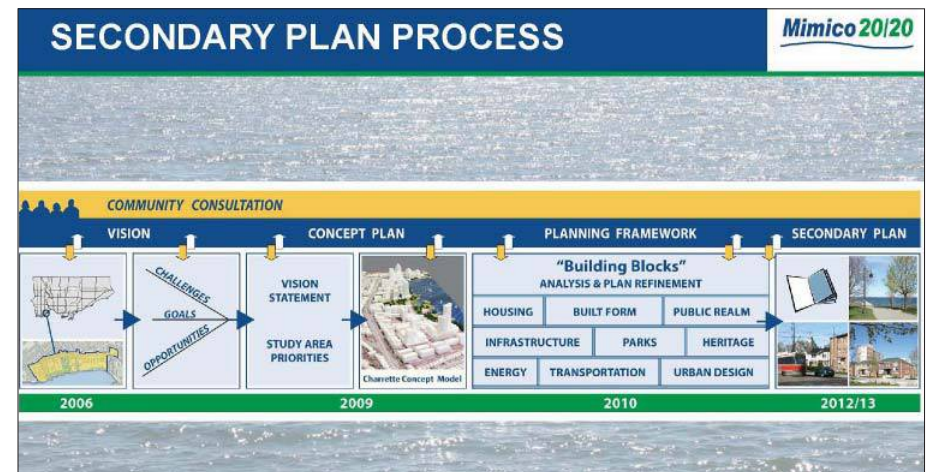 SECONDARY PLAN PROCESS
Mimico 20|20
COMMUNITY CONSULTATION
VISION
CONCEPT PLAN
PLANNING FRAMEWORK
SECONDARY PLAN
CHALLENGES
GOALS
OPPORTUNITIES
VISION
STATEMENT
STUDY AREA
PRIORITIES
Charrette Concept Model
"Building Blocks"
ANALYSIS & PLAN REFINEMENT
HOUSING
BUILT FORM
PUBLIC REALM
INFRASTRUCTURE
PARKS
HERITAGE
ENERGY
TRANSPORTATION
URBAN DESIGN
2006
2009
2010
2012/13